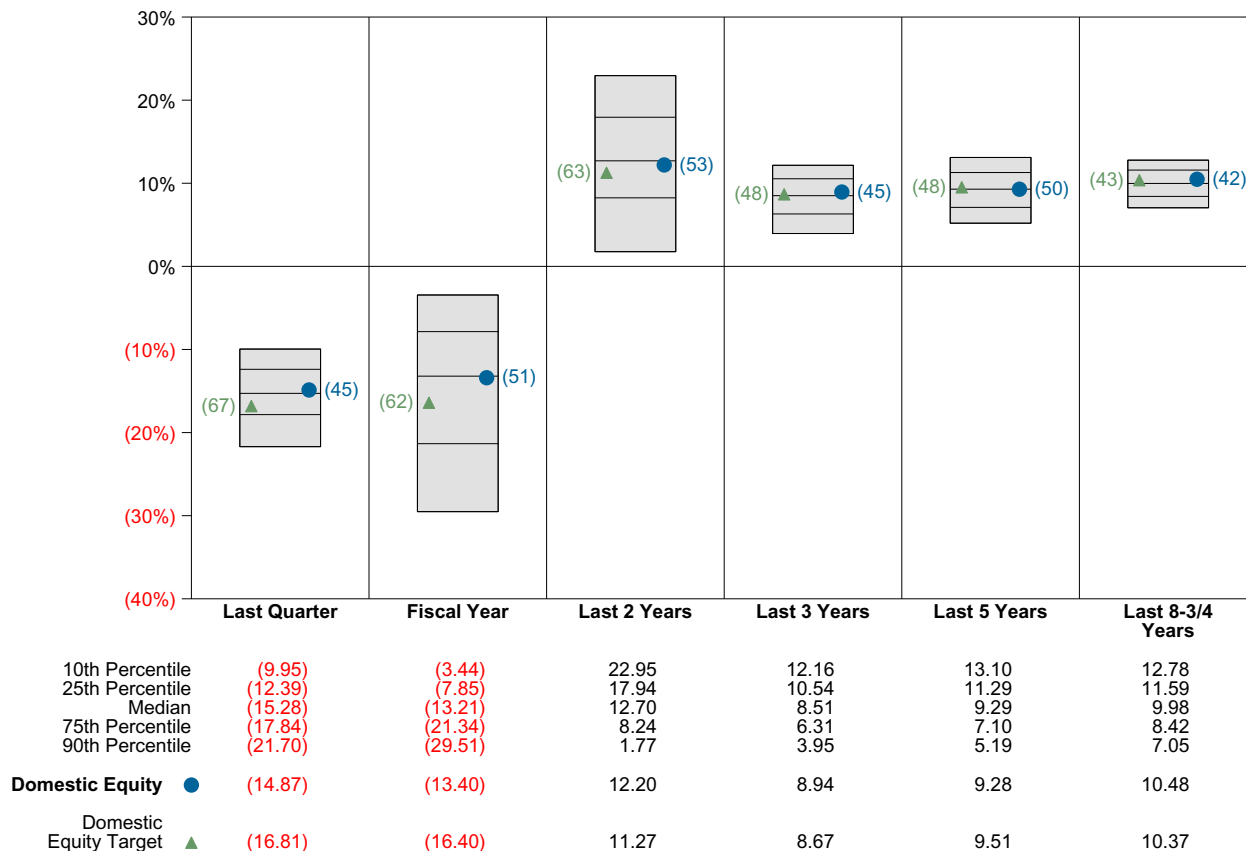 30%
20%
10%
0%
(10%)
(20%)
(30%)
(40%)
(67) (45)
(62) (51)
(63) (53)
(48) (45)
(48) (50)
(43) (42)
Last Quarter Fiscal Year Last 2 Years Last 3 Years Last 5 Years Last 8-3/4
Years
10th Percentile (9.95) (3.44) 22.95 12.16 13.10 12.78
25th Percentile (12.39) (7.85) 17.94 10.54 11.29 11.59
Median (15.28) (13.21) 12.70 8.51 9.29 9.98
75th Percentile (17.84) (21.34) 8.24 6.31 7.10 8.42
90th Percentile (21.70) (29.51) 1.77 3.95 5.19 7.05
Domestic Equity (14.87) (13.40) 12.20 8.94 9.28 10.48
Domestic
Equity Target (16.81) (16.40) 11.27 8.67 9.51 10.37